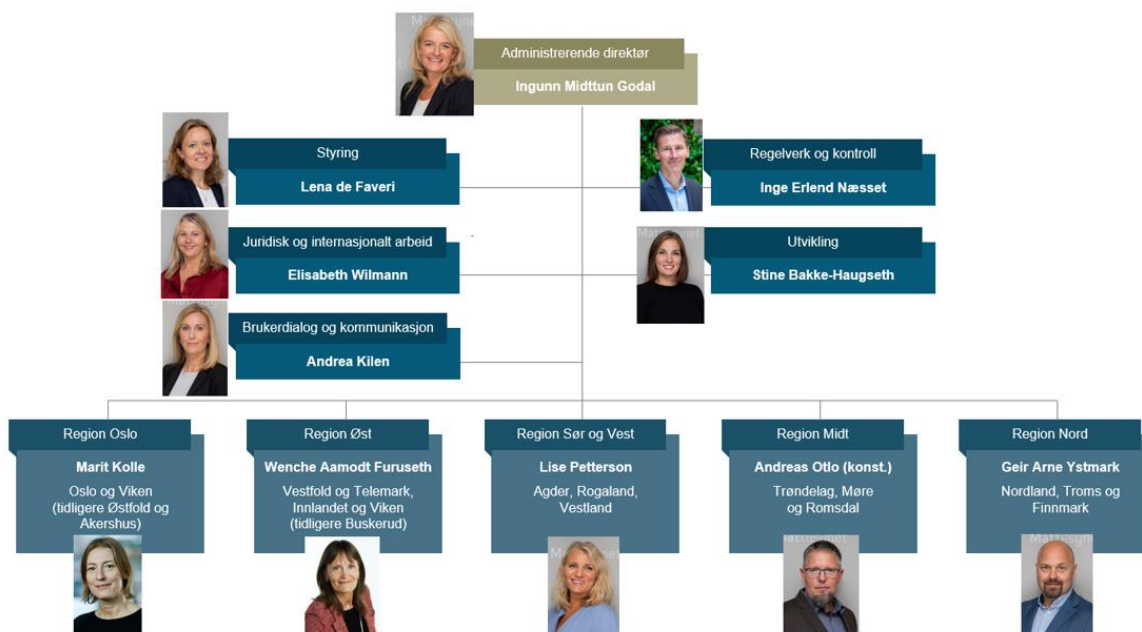 Administrerende direktør
Ingunn Midttun Godal
Styring
Lena de Faveri
Regelverk og kontroll
Inge Erlend Næsset
Juridisk og internasjonalt arbeid
Elisabeth Wilmann
Utvikling
Stine Bakke-Haugseth
Brukerdialog og kommunikasjon
Andrea Kilen
Region Oslo
Marit Kolle
Oslo og Viken
(tidligere Østfold og
Akershus)
Region Øst
Wenche Aamodt Furuseth
Vestfold og Telemark,
Innlandet og Viken
(tidligere Buskerud)
Region Sør og Vest
Lise Petterson
Agder, Rogaland,
Vestland
Region Midt
Andreas Otlo (konst.)
Trøndelag, Møre
og Romsdal
Region Nord
Geir Arne Ystmark
Nordland, Troms og
Finnmark